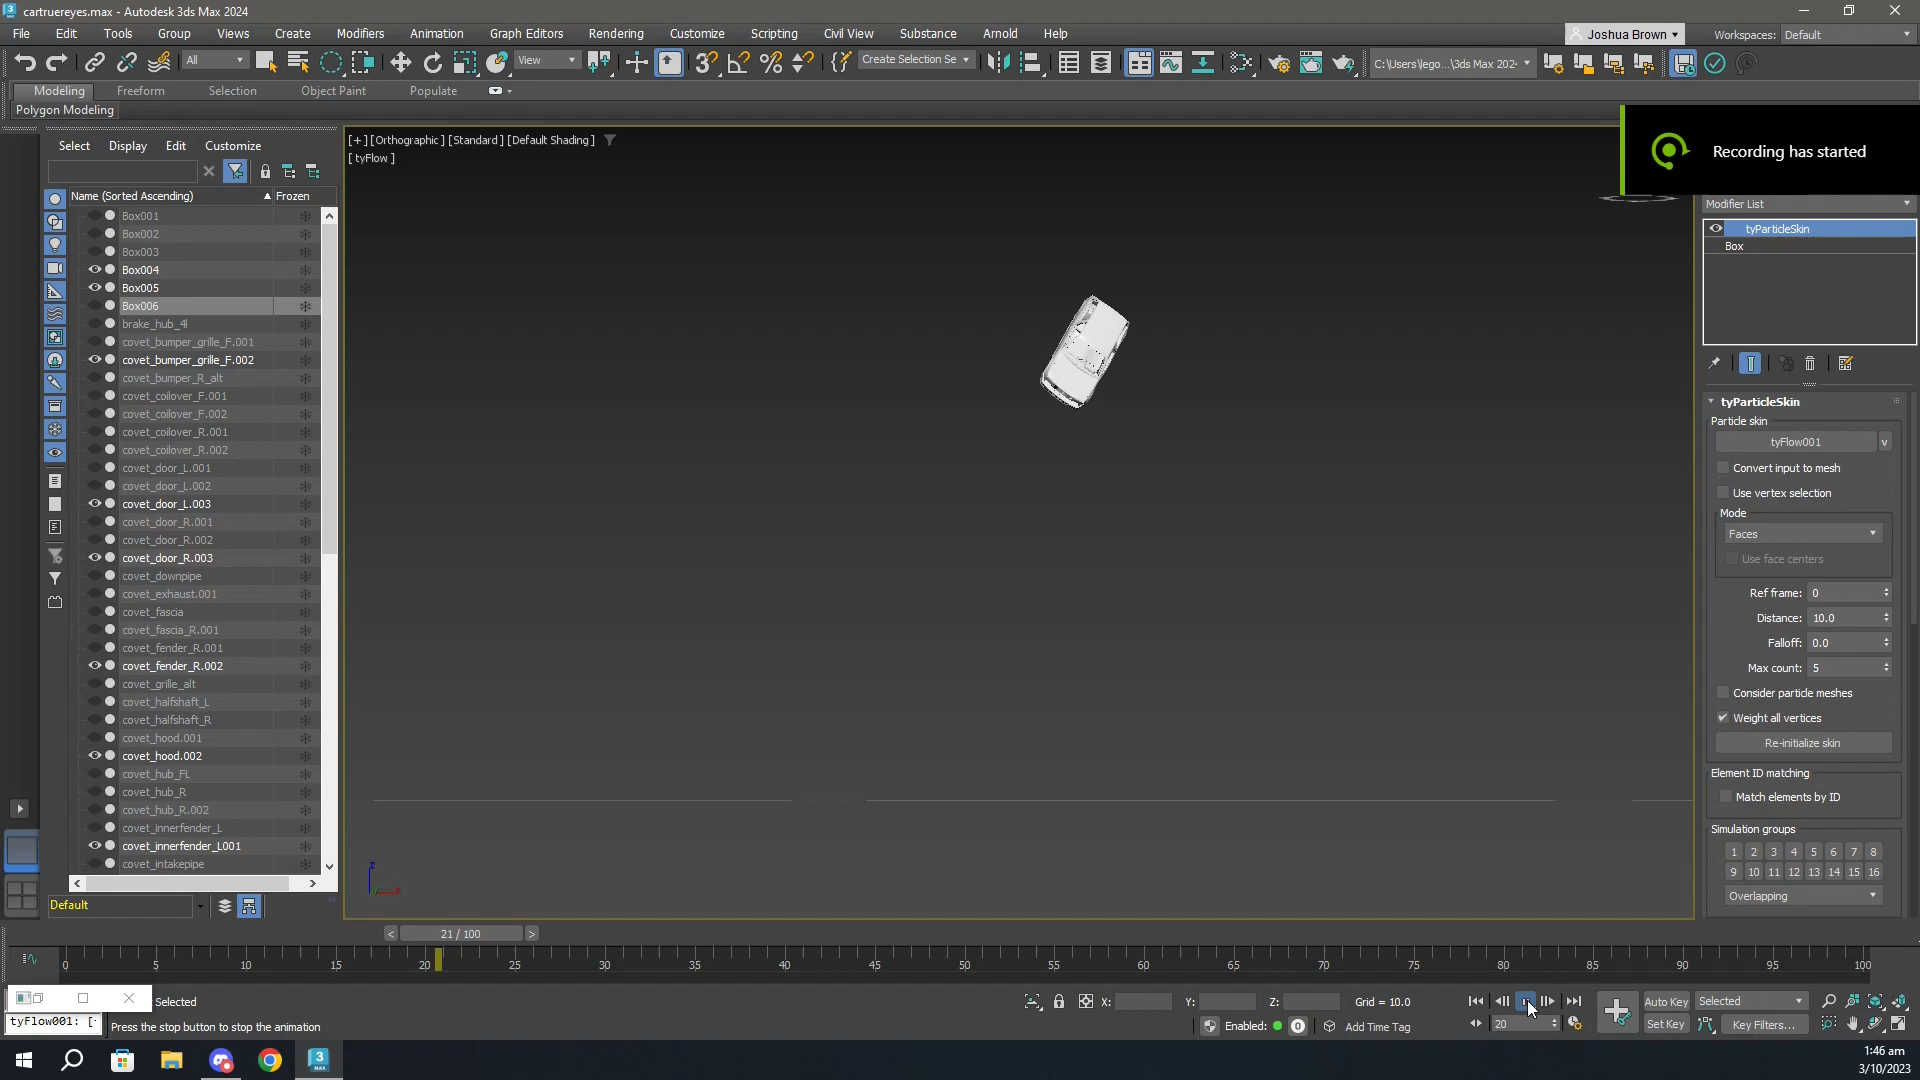 cartruereyes.max - Autodesk 3ds Max 2024
File Edit Tools Group Views Create Modifiers Animation Graph Editors Rendering Customize Scripting Civil View Substance Arnold Help
Joshua Brown
Workspaces: Default
All
View
Create Selection Se
C:\Users\lego...\3ds Max 202
Modeling Freeform Selection Object Paint Populate
Polygon Modeling
Recording has started
Select Display Edit Customize
[+] [Orthographic] [Standard] [Default Shading]
[ tyFlow ]
Name (Sorted Ascending) Frozen
Box001
Box002
Box003
Box004
Box005
Box006
brake_hub_4l
covet_bumper_grille_F.001
covet_bumper_grille_F.002
covet_bumper_R_alt
covet_coilover_F.001
covet_coilover_F.002
covet_coilover_R.001
covet_coilover_R.002
covet_door_L.001
covet_door_L.002
covet_door_L.003
covet_door_R.001
covet_door_R.002
covet_door_R.003
covet_downpipe
covet_exhaust.001
covet_fascia
covet_fascia_R.001
covet_fender_R.001
covet_fender_R.002
covet_grille_alt
covet_halfshaft_L
covet_halfshaft_R
covet_hood.001
covet_hood.002
covet_hub_FL
covet_hub_R
covet_hub_R.002
covet_innerfender_L
covet_innerfender_L001
covet_intakepipe
Default
Modifier List
tyParticleSkin
Box
tyParticleSkin
Particle skin
tyFlow001 v
Convert input to mesh
Use vertex selection
Mode
Faces
Use face centers
Ref frame: 0
Distance: 10.0
Falloff: 0.0
Max count: 5
Consider particle meshes
Weight all vertices
Re-initialize skin
Element ID matching
Match elements by ID
Simulation groups
1 2 3 4 5 6 7 8
9 10 11 12 13 14 15 16
Overlapping
z
< 21 / 100 >
0 5 10 15 20 25 30 35 40 45 50 55 60 65 70 75 80 85 90 95 100
Selected
X: Y: Z: Grid = 10.0
Auto Key Selected
tyFlow001: [
Press the stop button to stop the animation
Enabled: 0 Add Time Tag
20
Set Key Key Filters...
1:46 am
3/10/2023